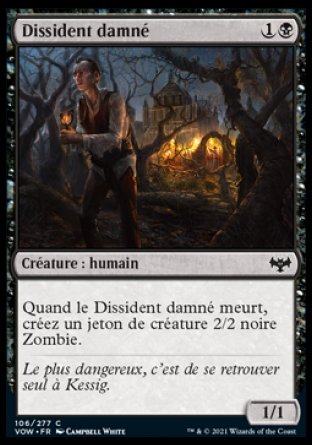 Dissident damné 1
Créature : humain
Quand le Dissident damné meurt,
créez un jeton de créature 2/2 noire
Zombie.
Le plus dangereux, c'est de se retrouver
seul à Kessig.
1/1
106/277 C
VOW • FR CAMPBELL WHITE
™ & © 2021 Wizards of the Coast